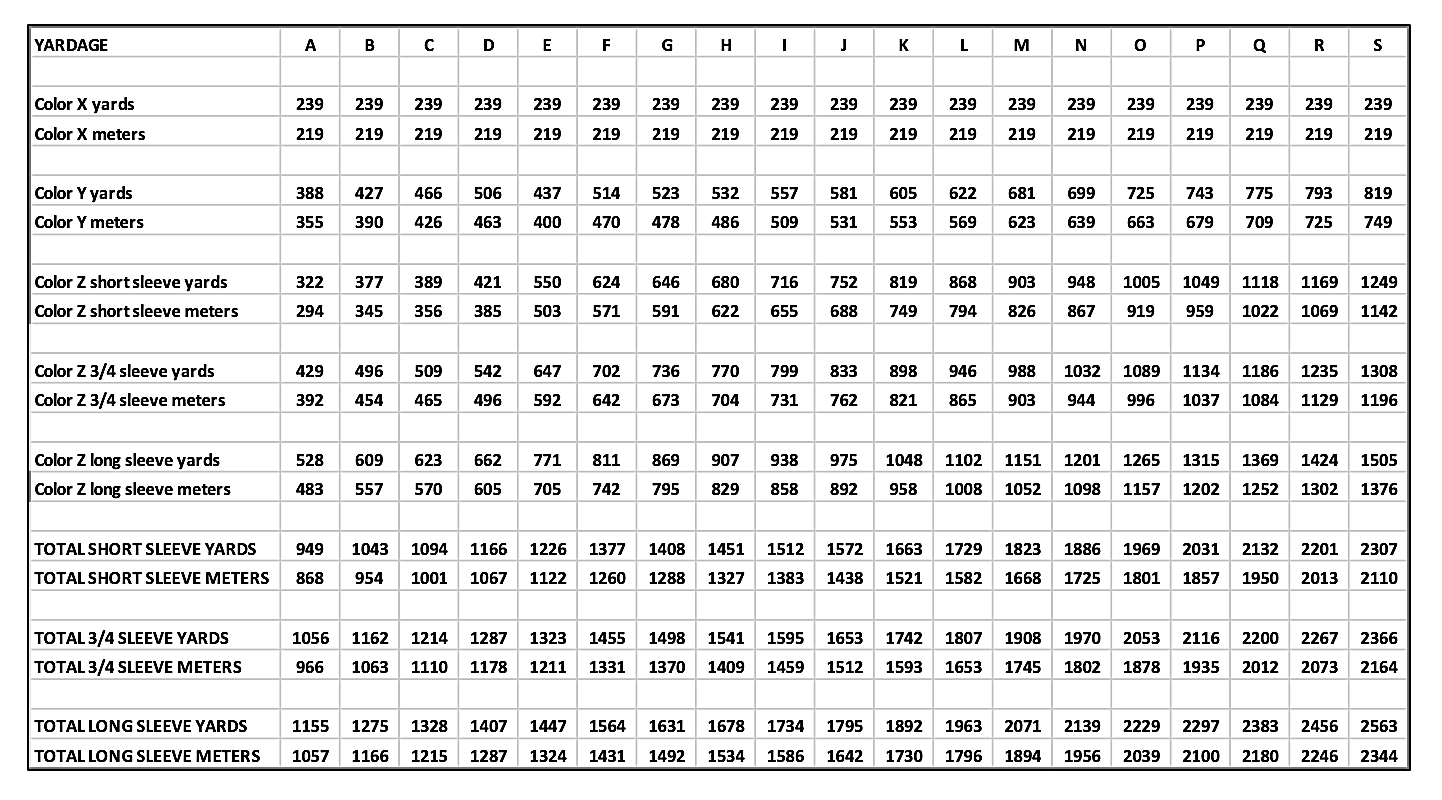 YARDAGE A B C D E F G H I J K L M N O P Q R S
Color X yards 239 239 239 239 239 239 239 239 239 239 239 239 239 239 239 239 239 239 239
Color X meters 219 219 219 219 219 219 219 219 219 219 219 219 219 219 219 219 219 219 219
Color Y yards 388 427 466 506 437 514 523 532 557 581 605 622 681 699 725 743 775 793 819
Color Y meters 355 390 426 463 400 470 478 486 509 531 553 569 623 639 663 679 709 725 749
Color Z short sleeve yards 322 377 389 421 550 624 646 680 716 752 819 868 903 948 1005 1049 1118 1169 1249
Color Z short sleeve meters 294 345 356 385 503 571 591 622 655 688 749 794 826 867 919 959 1022 1069 1142
Color Z 3/4 sleeve yards 429 496 509 542 647 702 736 770 799 833 898 946 988 1032 1089 1134 1186 1235 1308
Color Z 3/4 sleeve meters 392 454 465 496 592 642 673 704 731 762 821 865 903 944 996 1037 1084 1129 1196
Color Z long sleeve yards 528 609 623 662 771 811 869 907 938 975 1048 1102 1151 1201 1265 1315 1369 1424 1505
Color Z long sleeve meters 483 557 570 605 705 742 795 829 858 892 958 1008 1052 1098 1157 1202 1252 1302 1376
TOTAL SHORT SLEEVE YARDS 949 1043 1094 1166 1226 1377 1408 1451 1512 1572 1663 1729 1823 1886 1969 2031 2132 2201 2307
TOTAL SHORT SLEEVE METERS 868 954 1001 1067 1122 1260 1288 1327 1383 1438 1521 1582 1668 1725 1801 1857 1950 2013 2110
TOTAL 3/4 SLEEVE YARDS 1056 1162 1214 1287 1323 1455 1498 1541 1595 1653 1742 1807 1908 1970 2053 2116 2200 2267 2366
TOTAL 3/4 SLEEVE METERS 966 1063 1110 1178 1211 1331 1370 1409 1459 1512 1593 1653 1745 1802 1878 1935 2012 2073 2164
TOTAL LONG SLEEVE YARDS 1155 1275 1328 1407 1447 1564 1631 1678 1734 1795 1892 1963 2071 2139 2229 2297 2383 2456 2563
TOTAL LONG SLEEVE METERS 1057 1166 1215 1287 1324 1431 1492 1534 1586 1642 1730 1796 1894 1956 2039 2100 2180 2246 2344